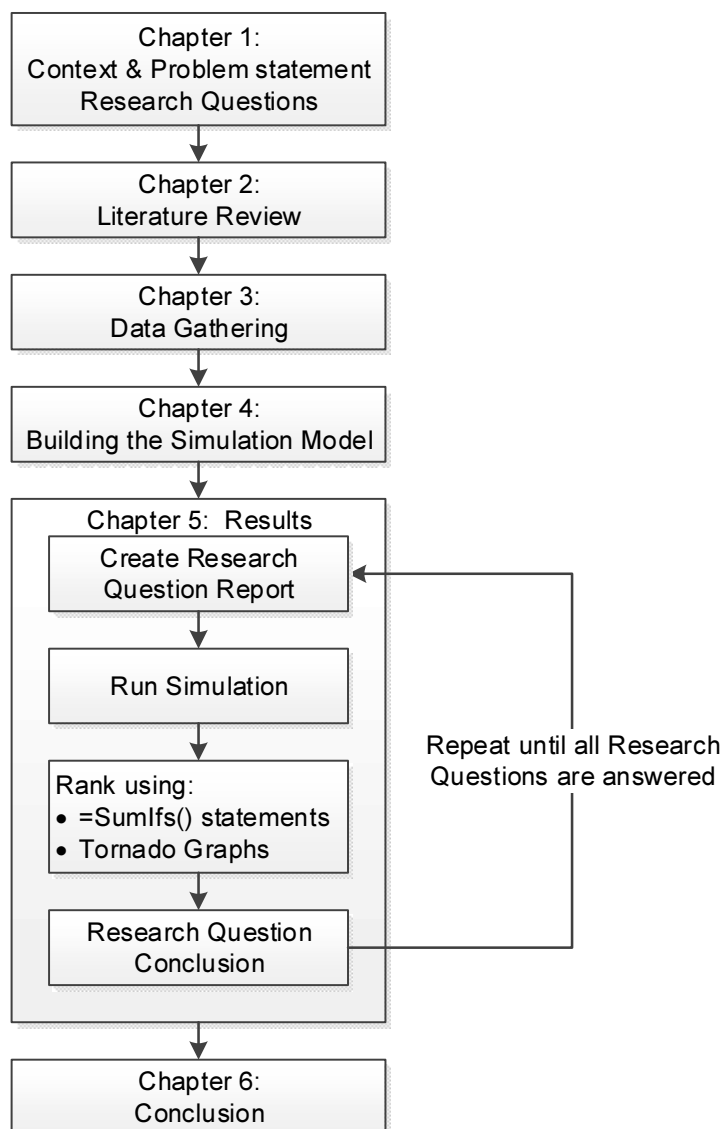 Chapter 1:
Context & Problem statement
Research Questions
Chapter 2:
Literature Review
Chapter 3:
Data Gathering
Chapter 4:
Building the Simulation Model
Chapter 5:  Results
Create Research
Question Report
Run Simulation
Rank using:
• =SumIfs() statements
• Tornado Graphs
Research Question
Conclusion
Repeat until all Research
Questions are answered
Chapter 6:
Conclusion